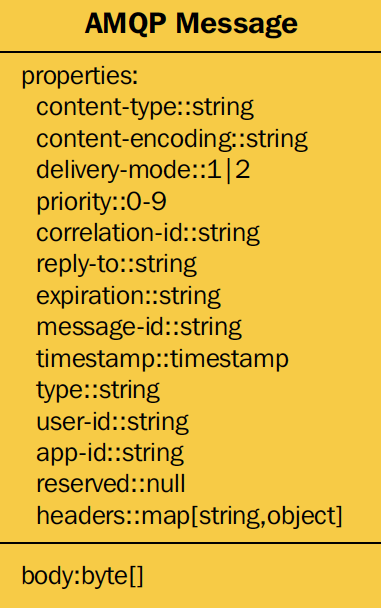 AMQP Message
properties:
content-type::string
content-encoding::string
delivery-mode::1|2
priority::0-9
correlation-id::string
reply-to::string
expiration::string
message-id::string
timestamp::timestamp
type::string
user-id::string
app-id::string
reserved::null
headers::map[string,object]
body:byte[]